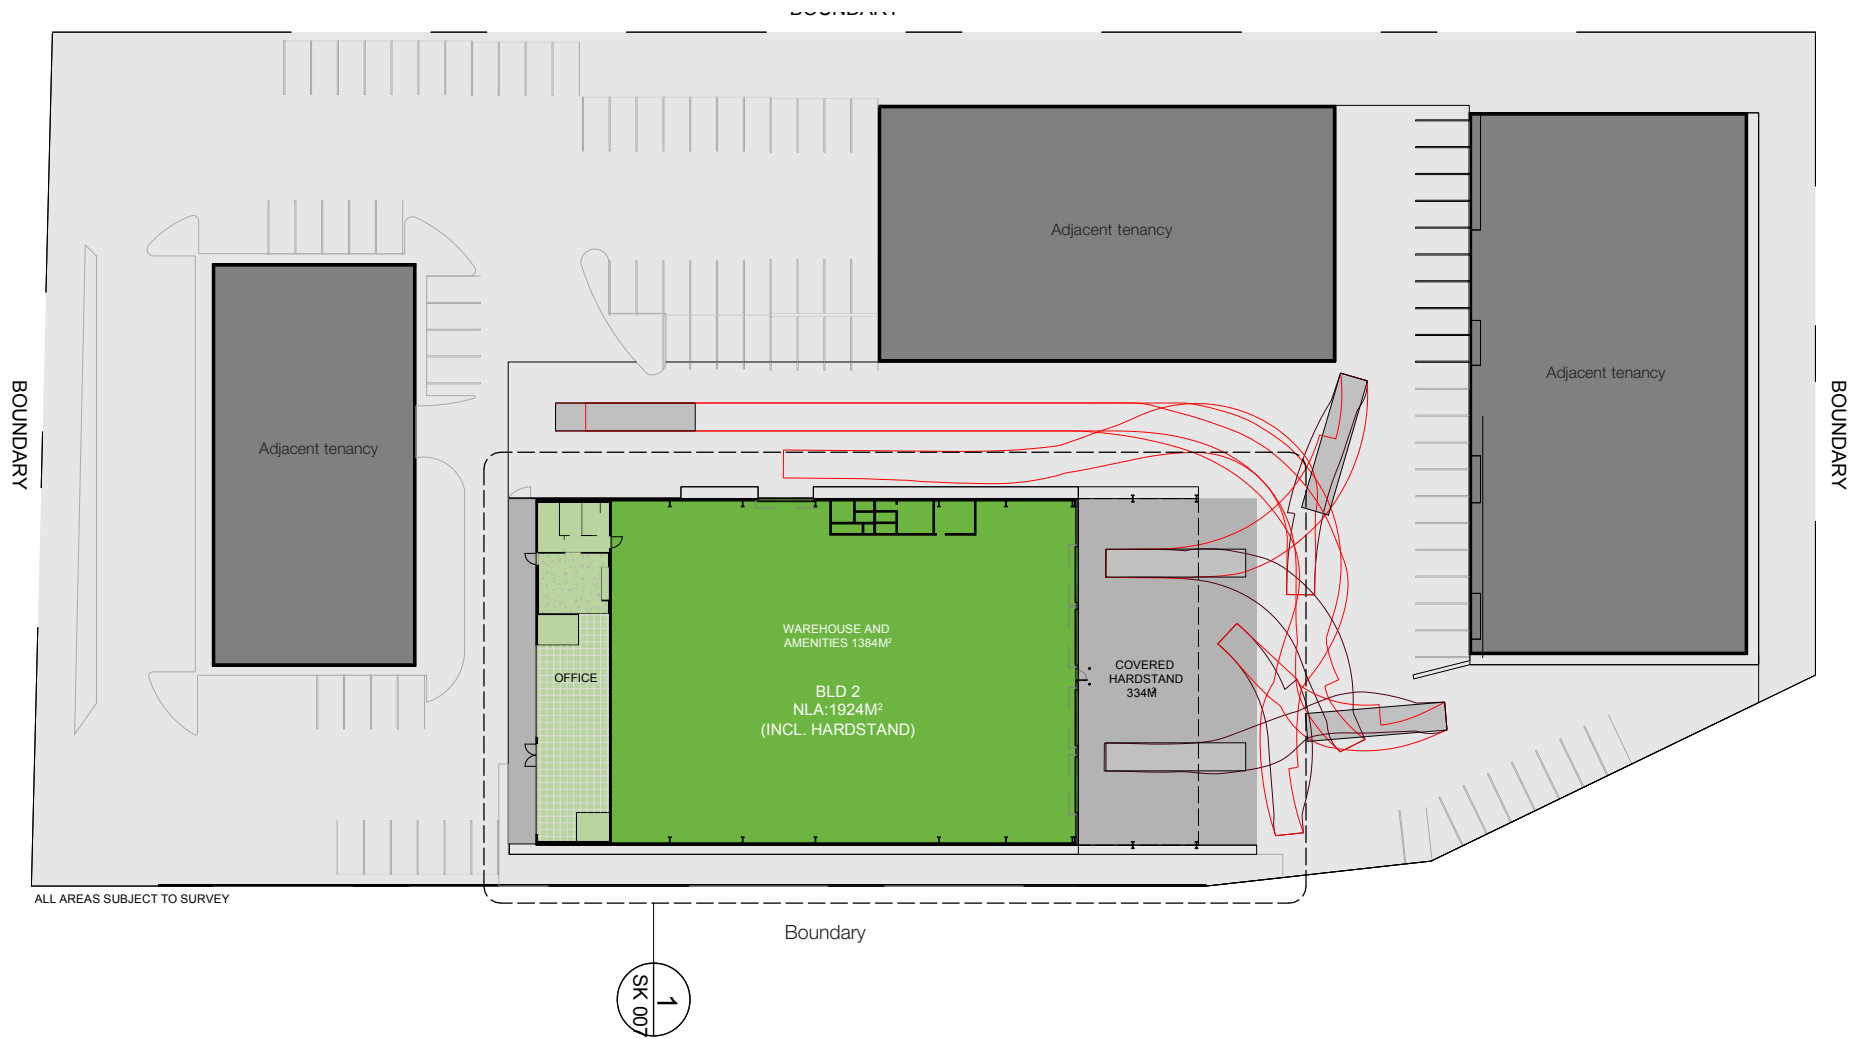 BOUNDARY
Adjacent tenancy
Adjacent tenancy
Adjacent tenancy
BOUNDARY
BOUNDARY
WAREHOUSE AND
AMENITIES 1384M²
OFFICE
BLD 2
NLA:1924M²
(INCL. HARDSTAND)
COVERED
HARDSTAND
334M²
ALL AREAS SUBJECT TO SURVEY
Boundary
1
SK 007